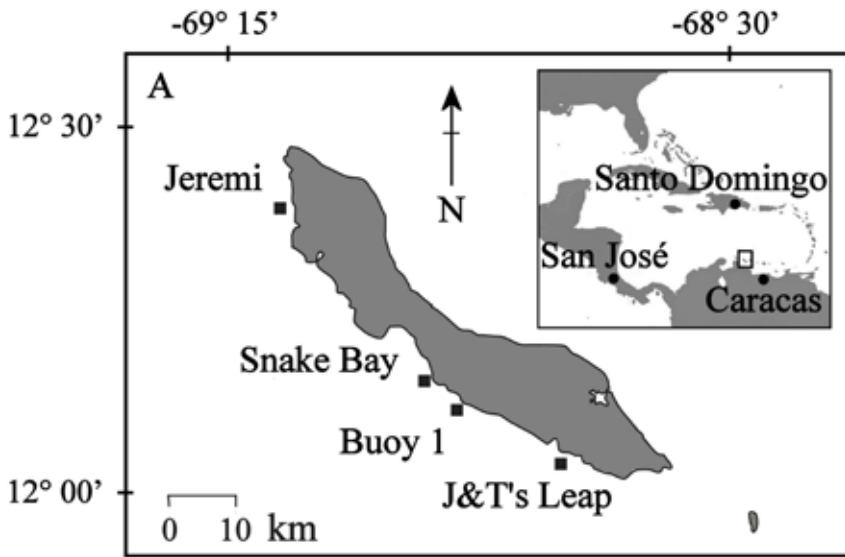 -69° 15’
-68° 30’
A
12° 30’
Jeremi
N
Santo Domingo
San José
Caracas
Snake Bay
Buoy 1
J&T's Leap
12° 00’
0 10 km